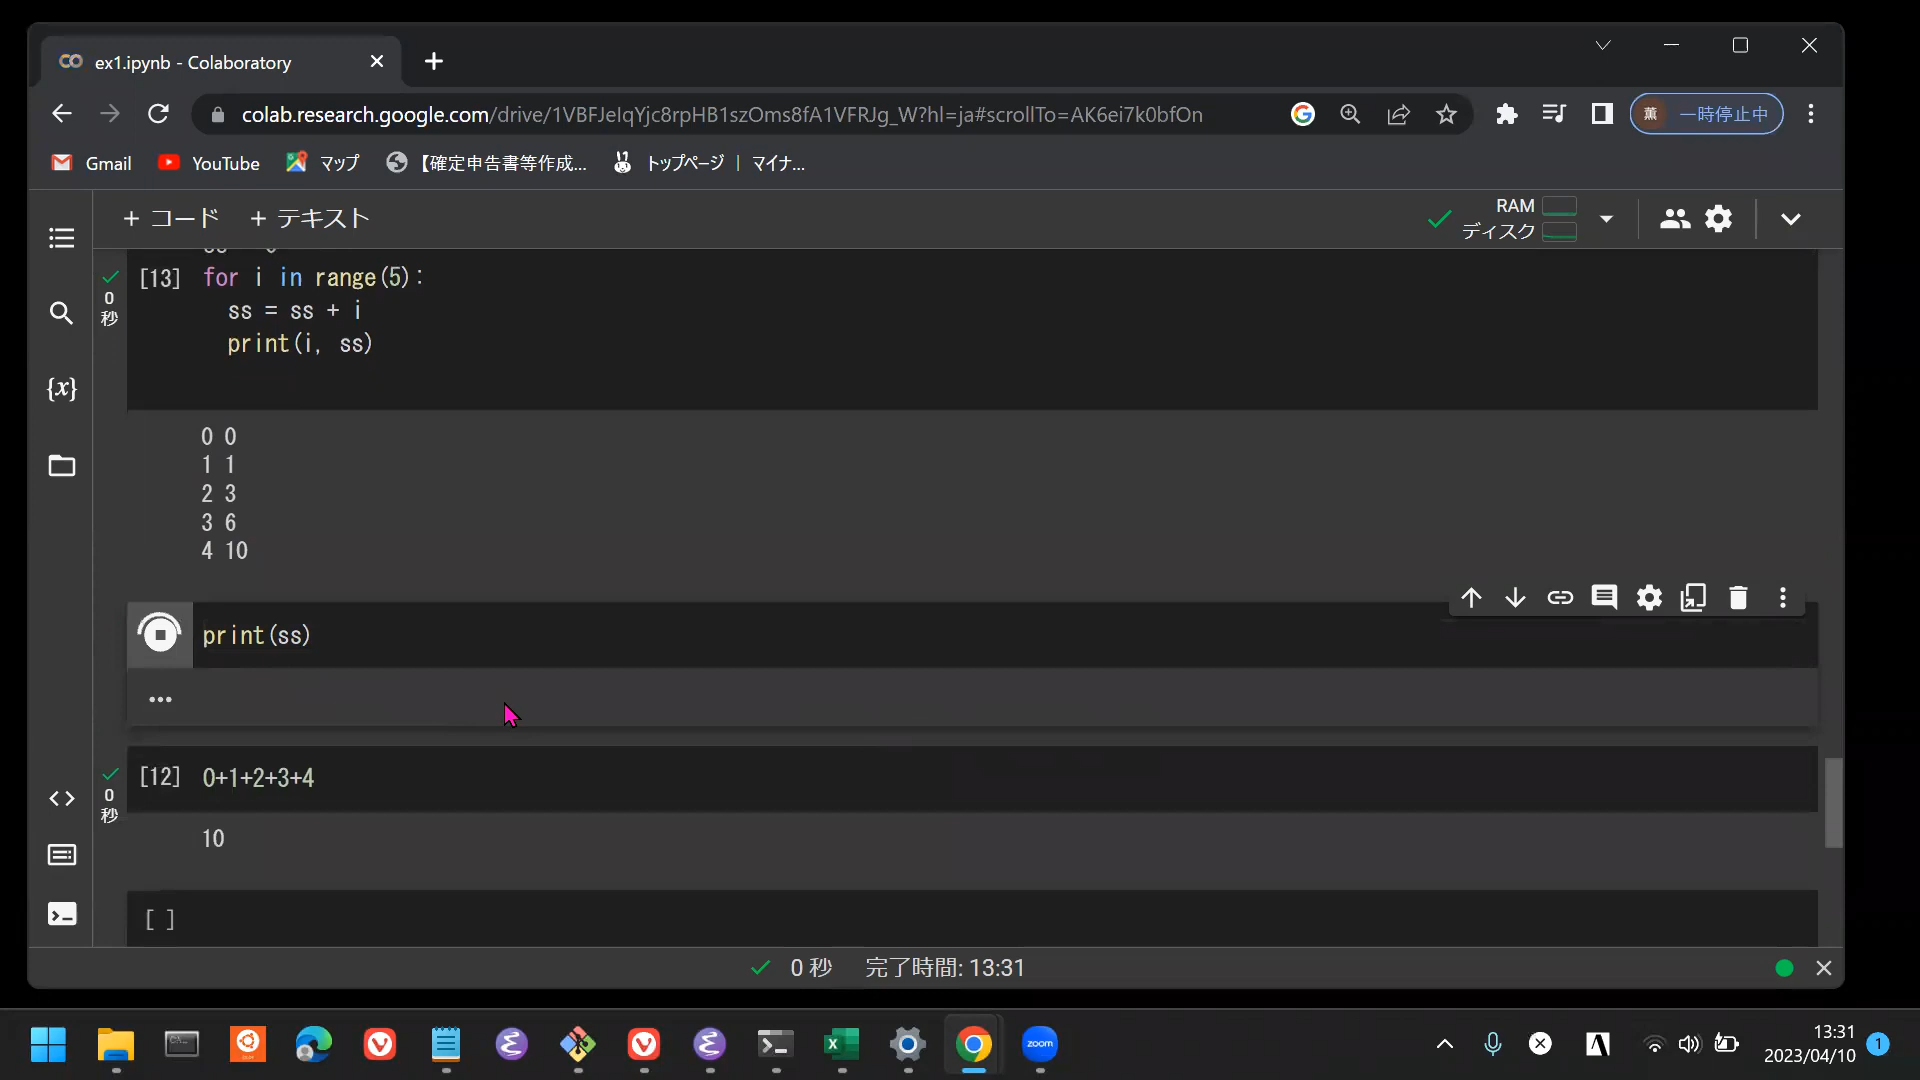 ex1.ipynb - Colaboratory
colab.research.google.com/drive/1VBFJeIqYjc8rpHB1szOms8fA1VFRJg_W?hl=ja#scrollTo=AK6ei7k0bfOn
薫 一時停止中
Gmail YouTube マップ 【確定申告書等作成... トップページ | マイナ...
+ コード + テキスト
RAM
ディスク
[13] for i in range(5):
0
秒
ss = ss + i
print(i, ss)
{x}
0 0
1 1
2 3
3 6
4 10
print(ss)
[12] 0+1+2+3+4
0
秒
10
[ ]
0 秒 完了時間: 13:31
zoom
A
13:31
2023/04/10
1